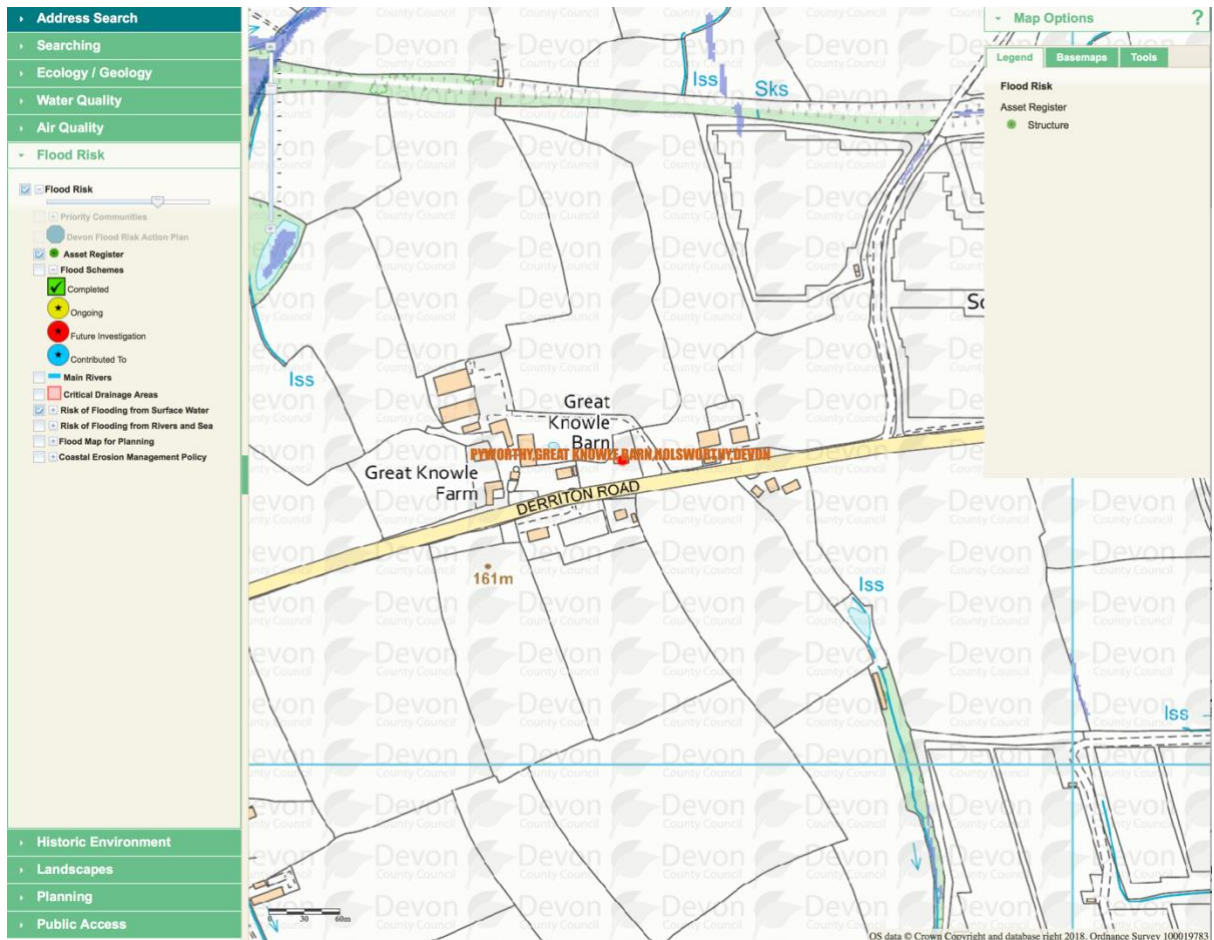 Address Search
Searching
Ecology / Geology
Water Quality
Air Quality
Flood Risk
Flood Risk
Priority Communities
Devon Flood Risk Action Plan
Asset Register
Flood Schemes
Completed
Ongoing
Future Investigation
Contributed To
Main Rivers
Critical Drainage Areas
Risk of Flooding from Surface Water
Risk of Flooding from Rivers and Sea
Flood Map for Planning
Coastal Erosion Management Policy
Historic Environment
Landscapes
Planning
Public Access
Map Options ?
Legend Basemaps Tools
Flood Risk
Asset Register
Structure
Devon
County Council
Iss
Sks
Iss
Great
Knowle
Barn
PYWORTHY,GREAT KNOWLE BARN,HOLSWORTHY,DEVON
Great Knowle
Farm
DERRITON ROAD
161m
Iss
Iss
0 30 60m
OS data © Crown Copyright and database right 2018. Ordnance Survey 100019783